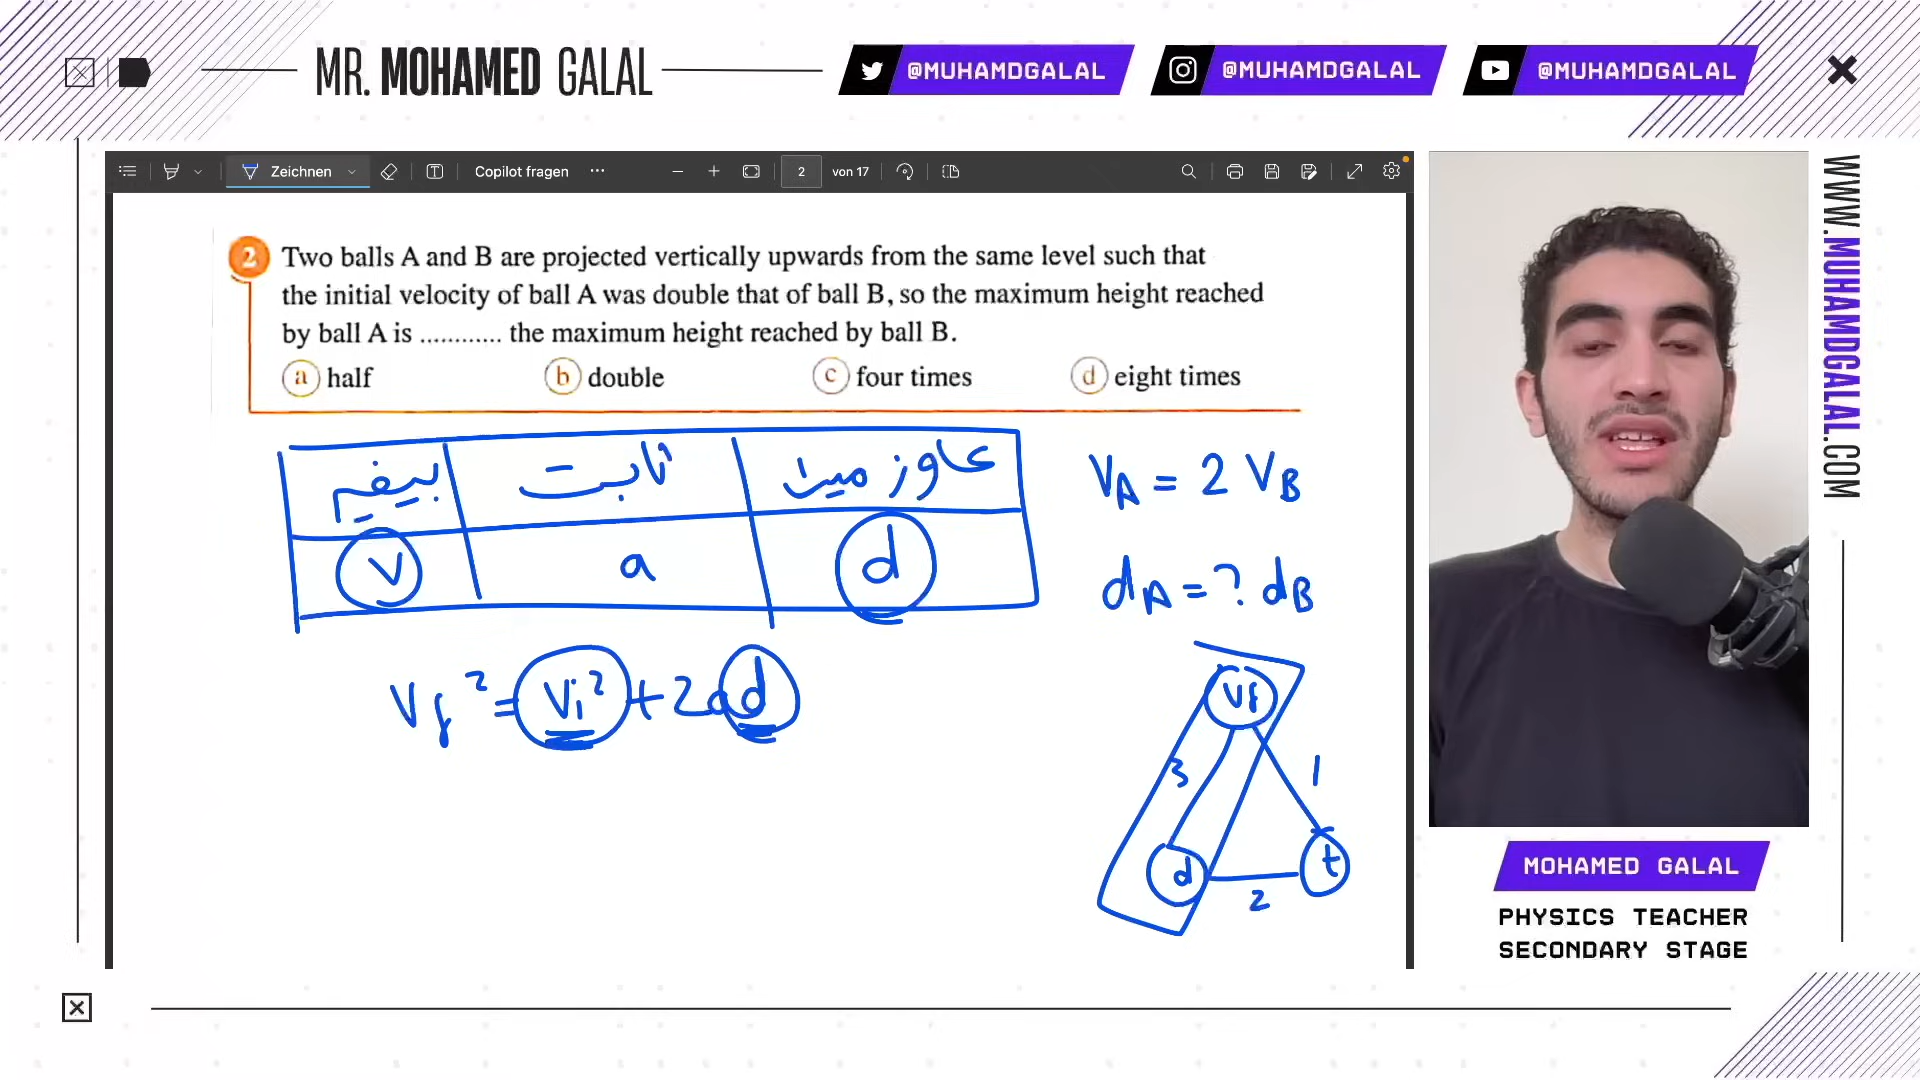 MR. MOHAMED GALAL
@MUHAMDGALAL
@MUHAMDGALAL
@MUHAMDGALAL
WWW.MUHAMDGALAL.COM
Zeichnen
Copilot fragen
2
von 17
2 Two balls A and B are projected vertically upwards from the same level such that
the initial velocity of ball A was double that of ball B, so the maximum height reached
by ball A is ............ the maximum height reached by ball B.
a half
b double
c four times
d eight times
بيغير
ثابت
عاوز مين
V
a
d
VA = 2 VB
dA = ? dB
Vf² = Vi² + 2ad
Vf
3
1
d
t
2
MOHAMED GALAL
PHYSICS TEACHER
SECONDARY STAGE